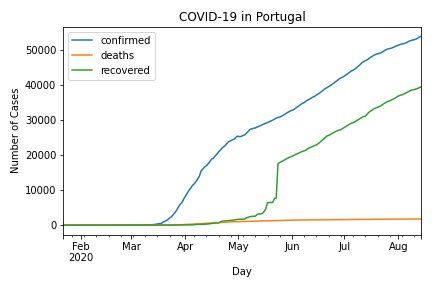 COVID-19 in Portugal
confirmed
deaths
recovered
50000
40000
30000
20000
10000
0
Number of Cases
Feb
2020
Mar
Apr
May
Jun
Jul
Aug
Day